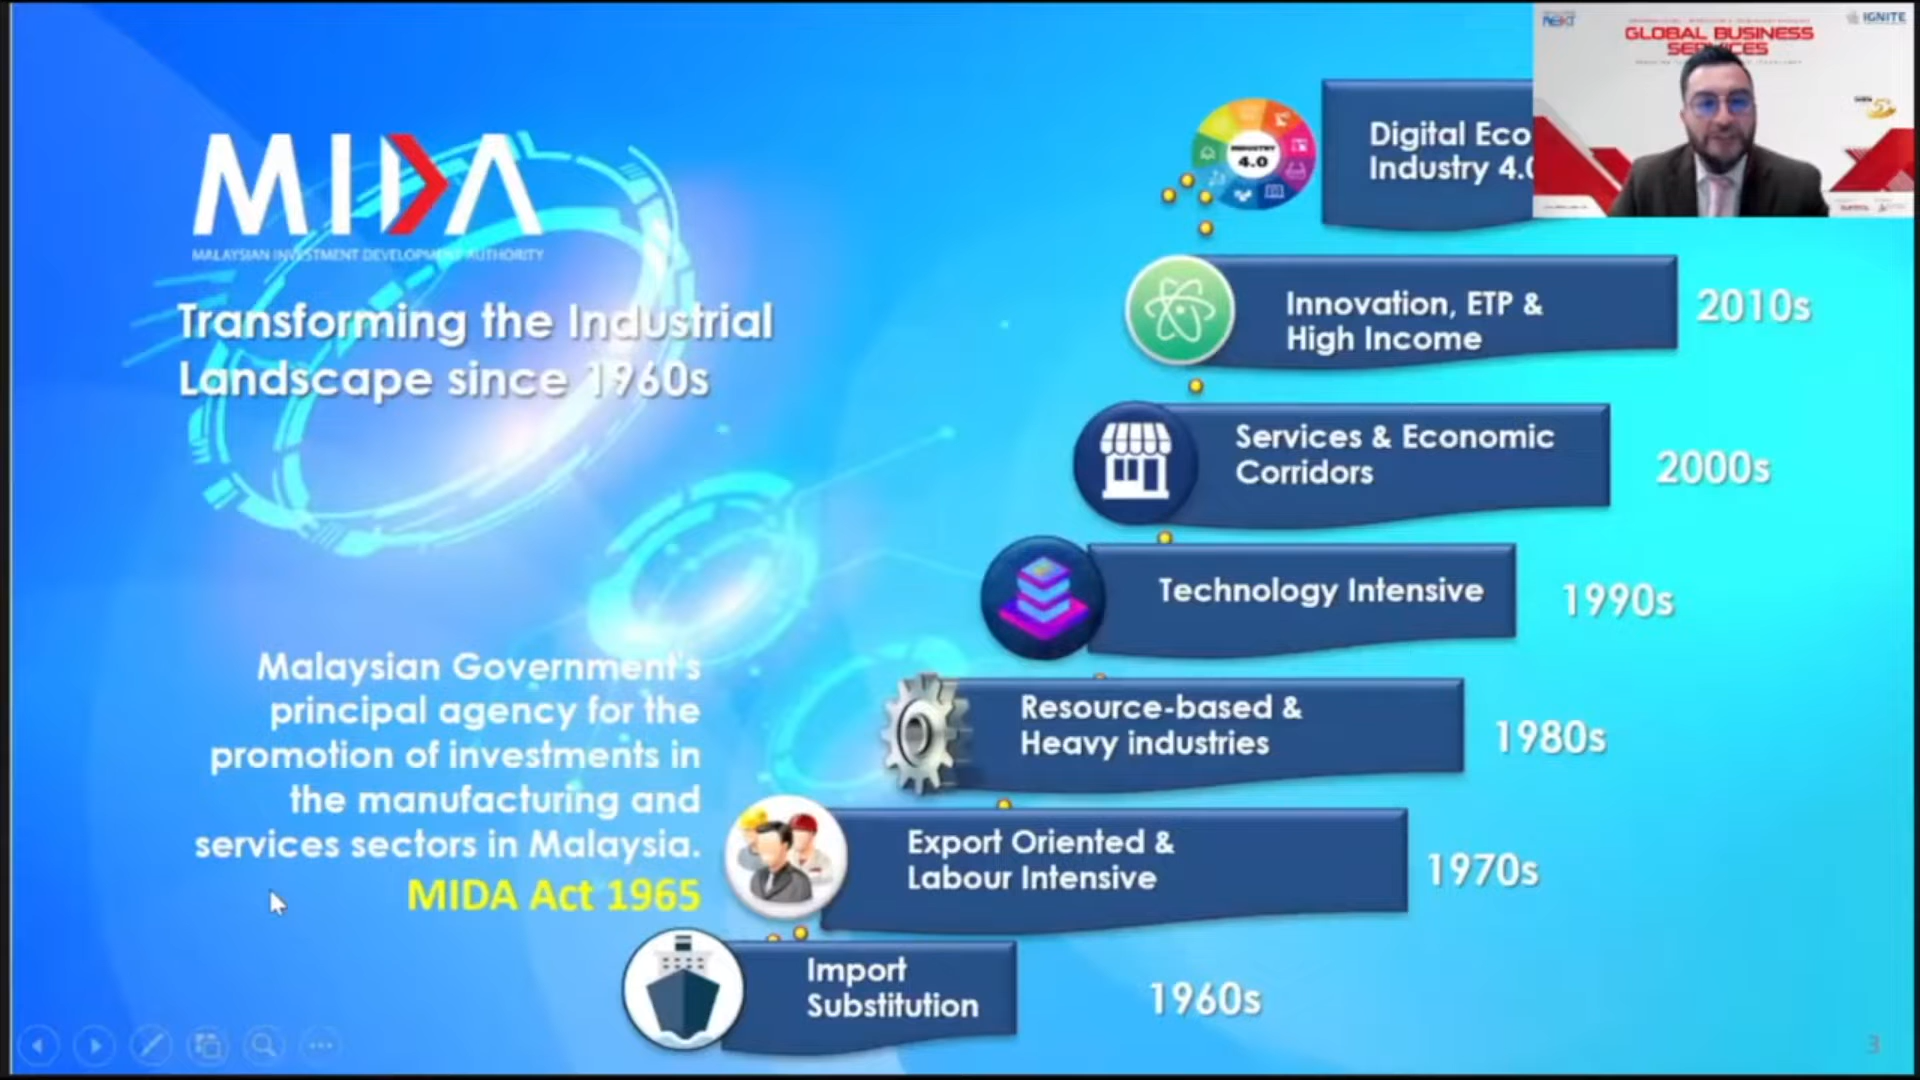 MIDA
MALAYSIAN INVESTMENT DEVELOPMENT AUTHORITY
Transforming the Industrial
Landscape since 1960s
Malaysian Government's
principal agency for the
promotion of investments in
the manufacturing and
services sectors in Malaysia.
MIDA Act 1965
IGNITE
GLOBAL BUSINESS
SERVICES
INDUSTRY
4.0
Digital Eco
Industry 4.0
Innovation, ETP &
High Income
2010s
Services & Economic
Corridors
2000s
Technology Intensive
1990s
Resource-based &
Heavy industries
1980s
Export Oriented &
Labour Intensive
1970s
Import
Substitution
1960s
3